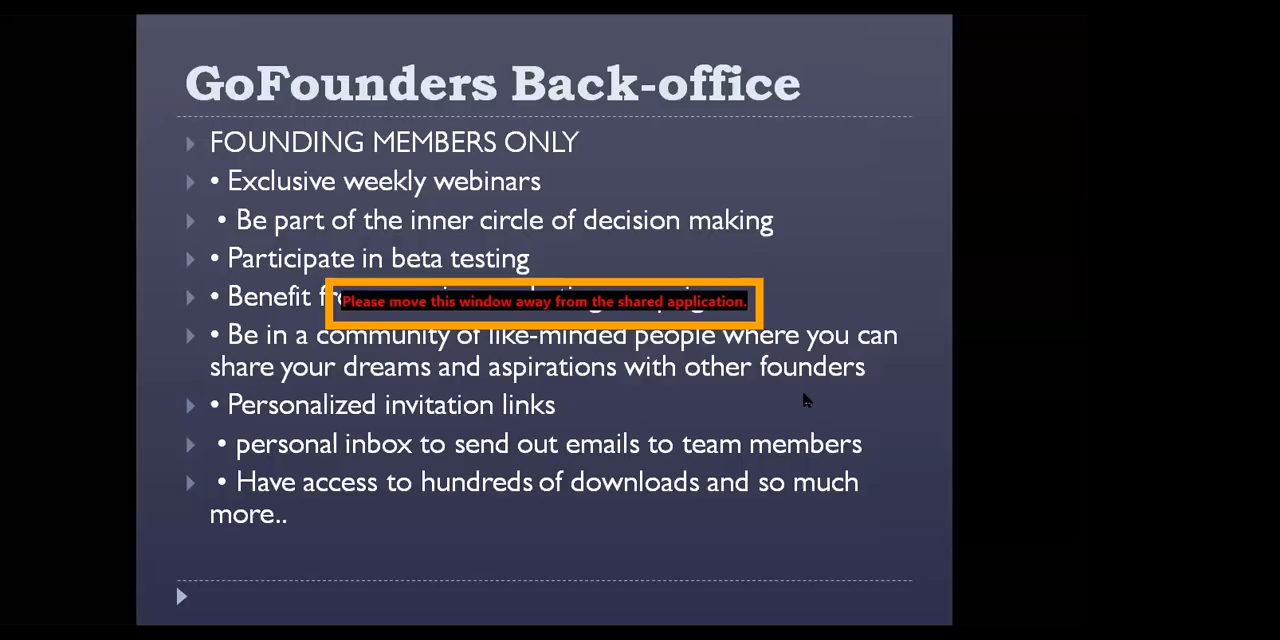 GoFounders Back-office
FOUNDING MEMBERS ONLY
• Exclusive weekly webinars
• Be part of the inner circle of decision making
• Participate in beta testing
• Benefit
Please move this window away from the shared application.
• Be in a community of like-minded people where you can
share your dreams and aspirations with other founders
• Personalized invitation links
• personal inbox to send out emails to team members
• Have access to hundreds of downloads and so much
more..